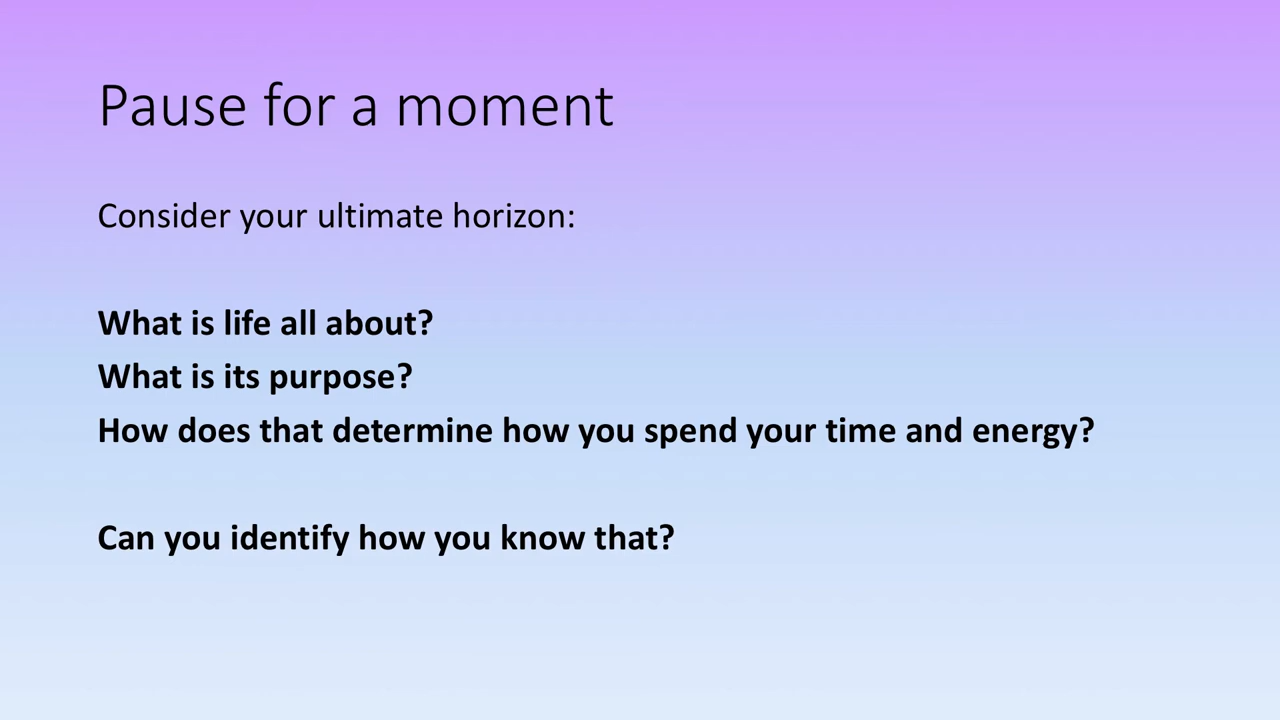 Pause for a moment
Consider your ultimate horizon:
What is life all about?
What is its purpose?
How does that determine how you spend your time and energy?
Can you identify how you know that?